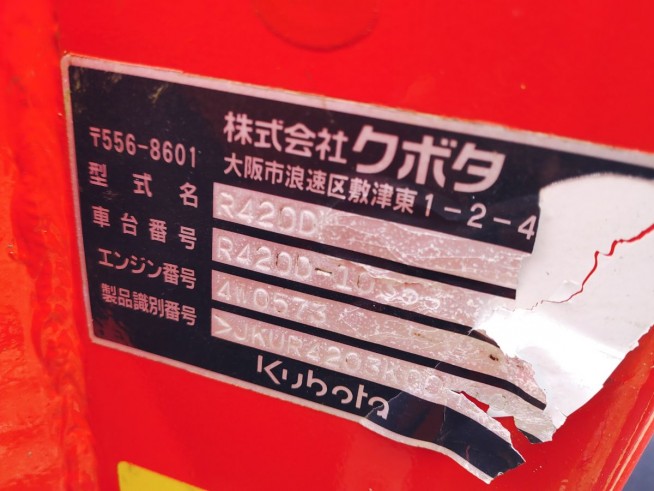 株式会社クボタ
〒556-8601 大阪市浪速区敷津東1-2-4
型式名 R420D
車台番号
エンジン番号 4W0573
製品識別番号
Kubota